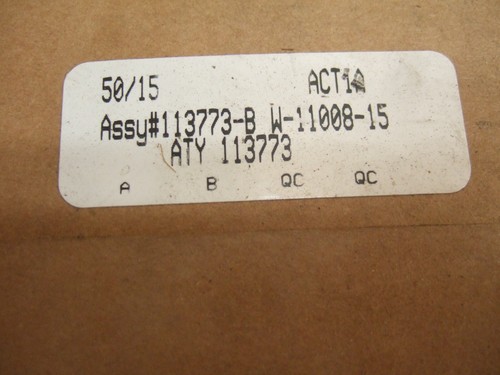 50/15 ACT1A
Assy#113773-B W-11008-15
ATY 113773
A B QC QC